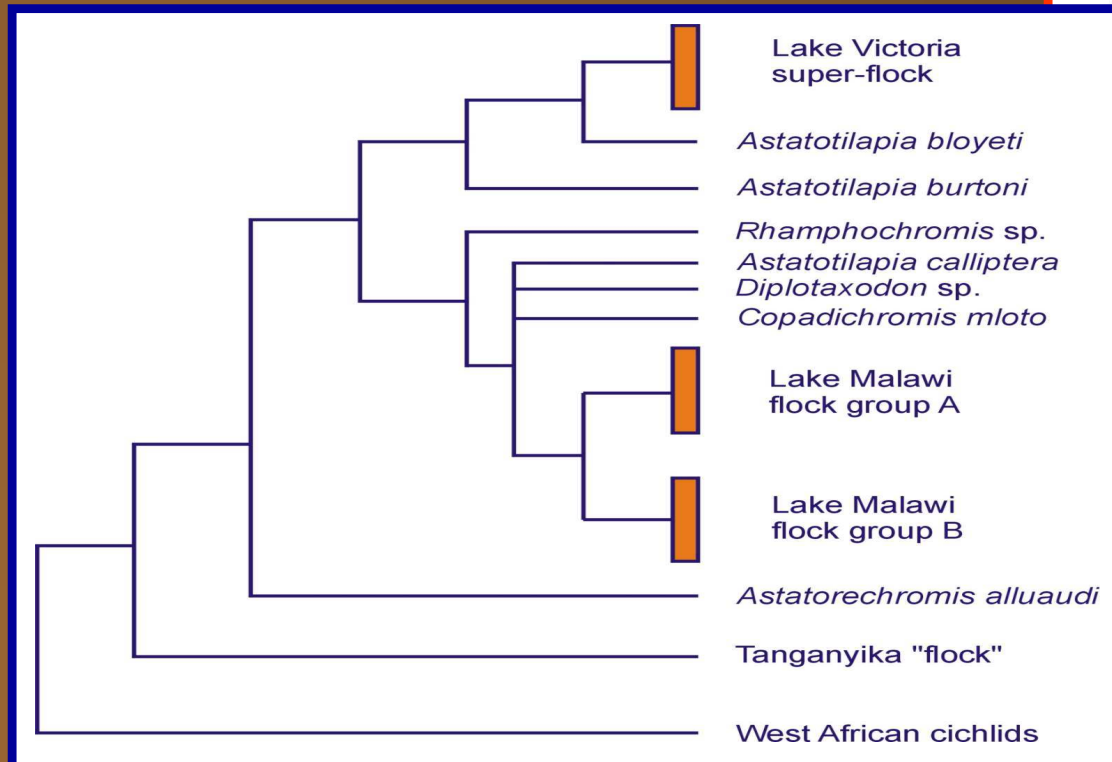 Lake Victoria
super-flock
Astatotilapia bloyeti
Astatotilapia burtoni
Rhamphochromis sp.
Astatotilapia calliptera
Diplotaxodon sp.
Copadichromis mloto
Lake Malawi
flock group A
Lake Malawi
flock group B
Astatorechromis alluaudi
Tanganyika "flock"
West African cichlids